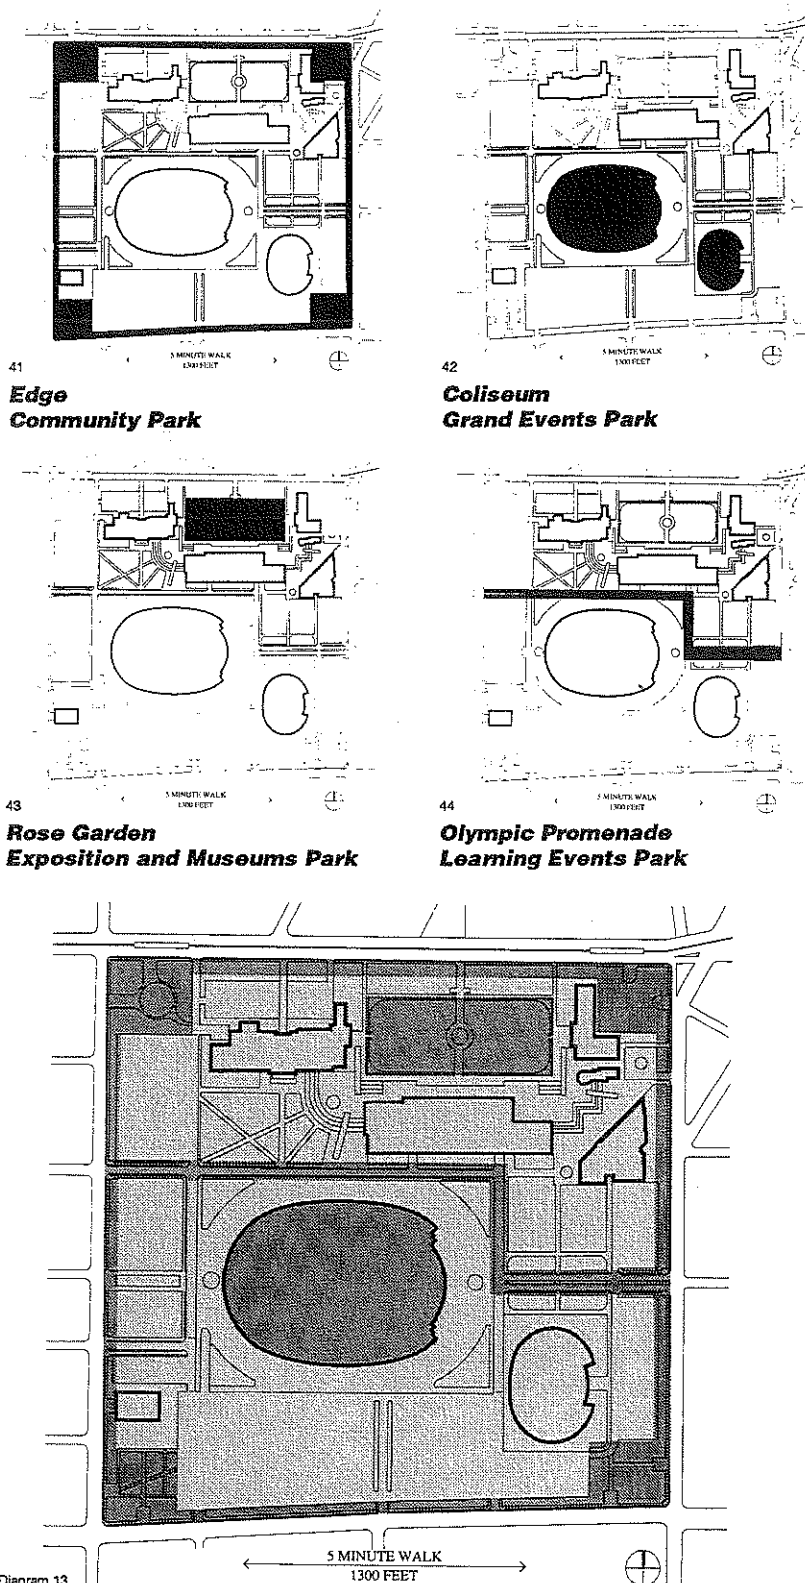 5 MINUTE WALK
1300 FEET
41
Edge
Community Park
5 MINUTE WALK
1300 FEET
42
Coliseum
Grand Events Park
5 MINUTE WALK
1300 FEET
43
Rose Garden
Exposition and Museums Park
5 MINUTE WALK
1300 FEET
44
Olympic Promenade
Learning Events Park
5 MINUTE WALK
1300 FEET
Diagram 13